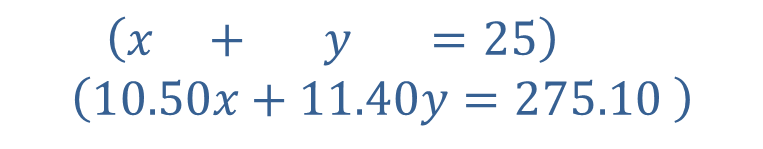 (x + y = 25)
(10.50x + 11.40y = 275.10 )